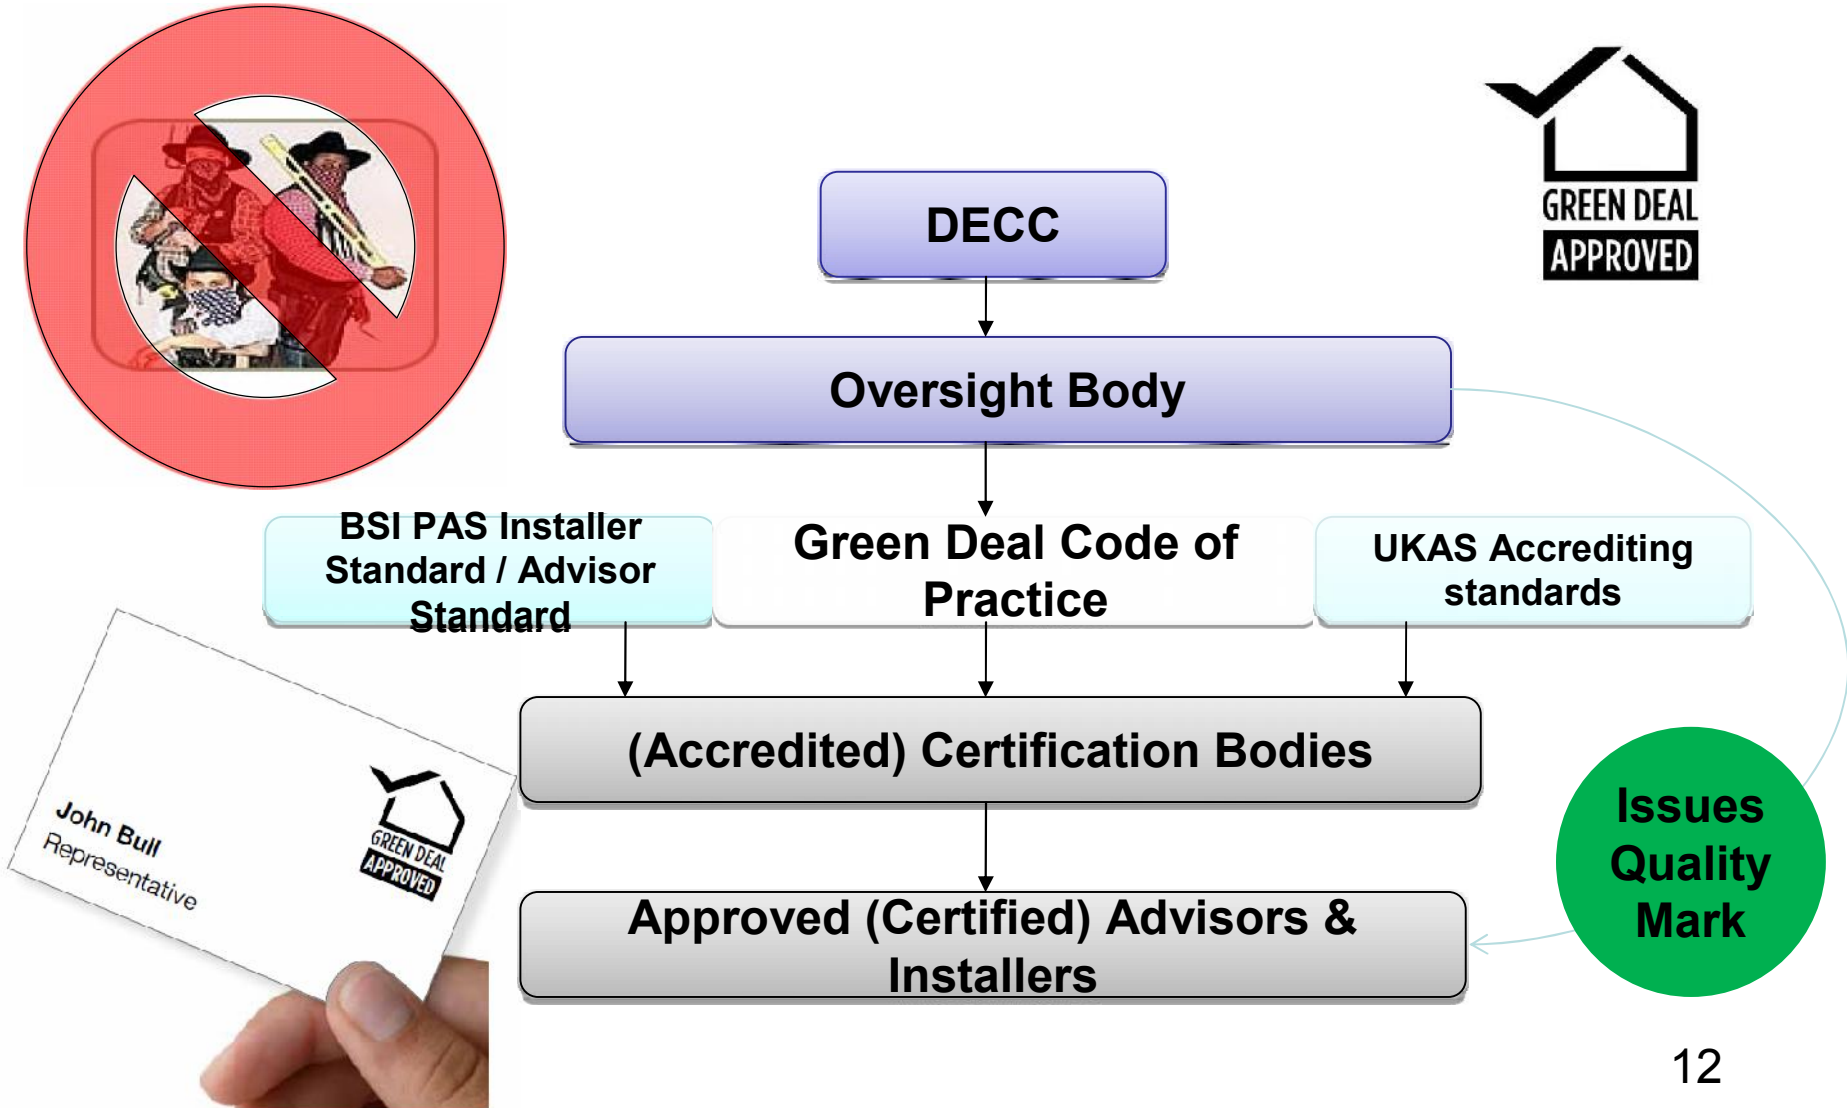 GREEN DEAL
APPROVED
DECC
Oversight Body
BSI PAS Installer
Standard / Advisor
Standard
Green Deal Code of
Practice
UKAS Accrediting
standards
(Accredited) Certification Bodies
John Bull
Representative
GREEN DEAL
APPROVED
Issues
Quality
Mark
Approved (Certified) Advisors &
Installers
12